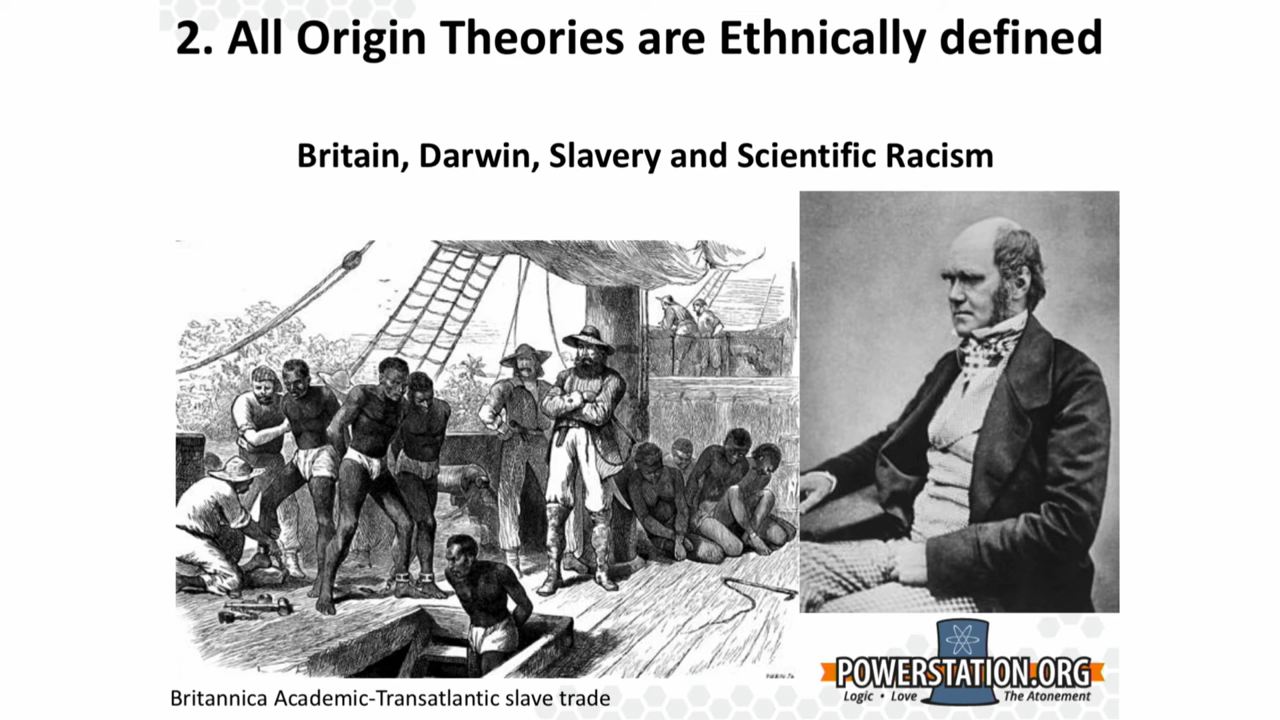 2. All Origin Theories are Ethnically defined
Britain, Darwin, Slavery and Scientific Racism
POWERSTATION.ORG
Logic • Love The Atonement
Britannica Academic-Transatlantic slave trade